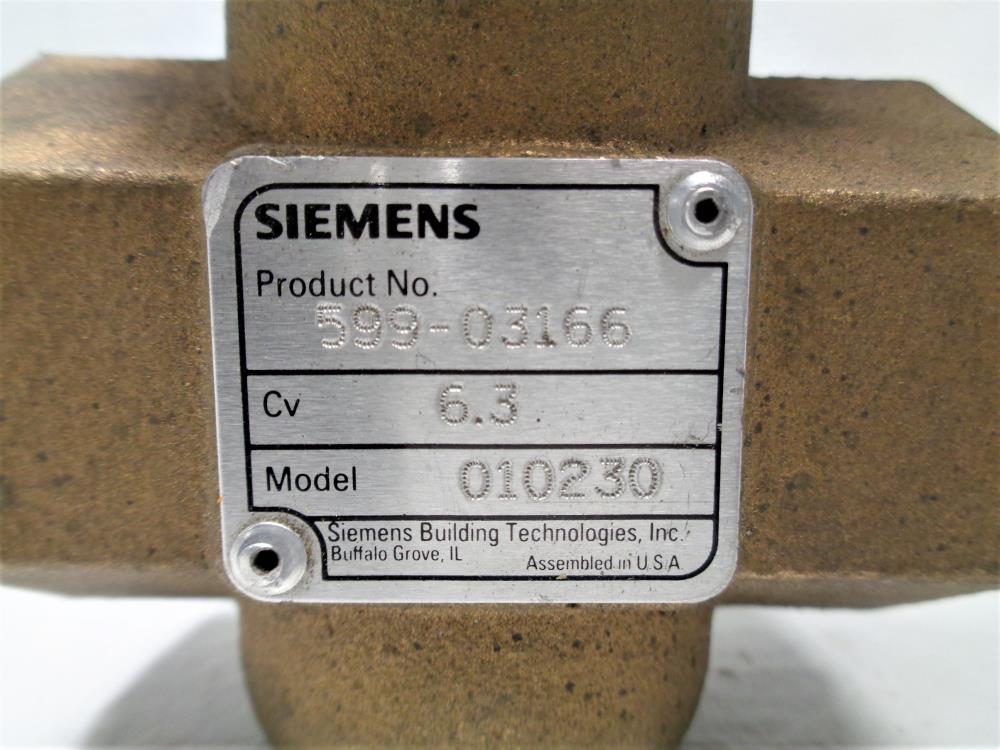 SIEMENS
Product No.
599-03166
Cv 6.3
Model 010230
Siemens Building Technologies, Inc.
Buffalo Grove, IL Assembled in U.S.A.